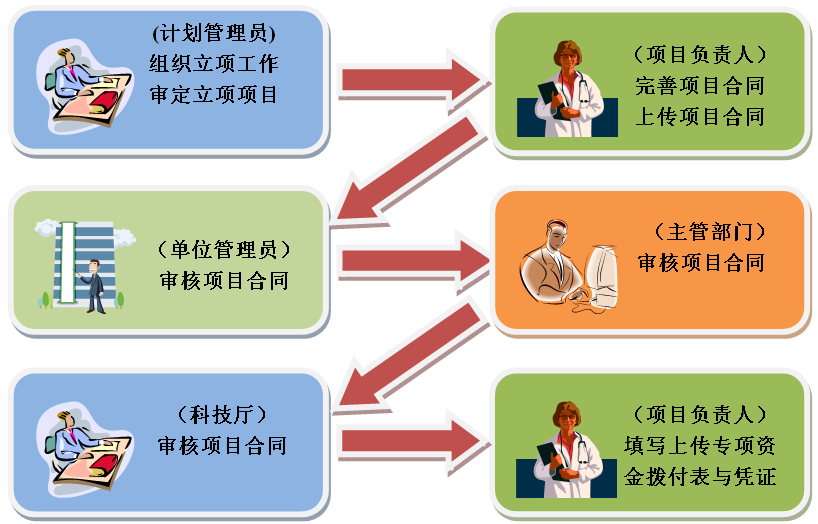 (计划管理员)
组织立项工作
审定立项项目
（项目负责人）
完善项目合同
上传项目合同
（单位管理员）
审核项目合同
（主管部门）
审核项目合同
（科技厅）
审核项目合同
（项目负责人）
填写上传专项资
金拨付表与凭证